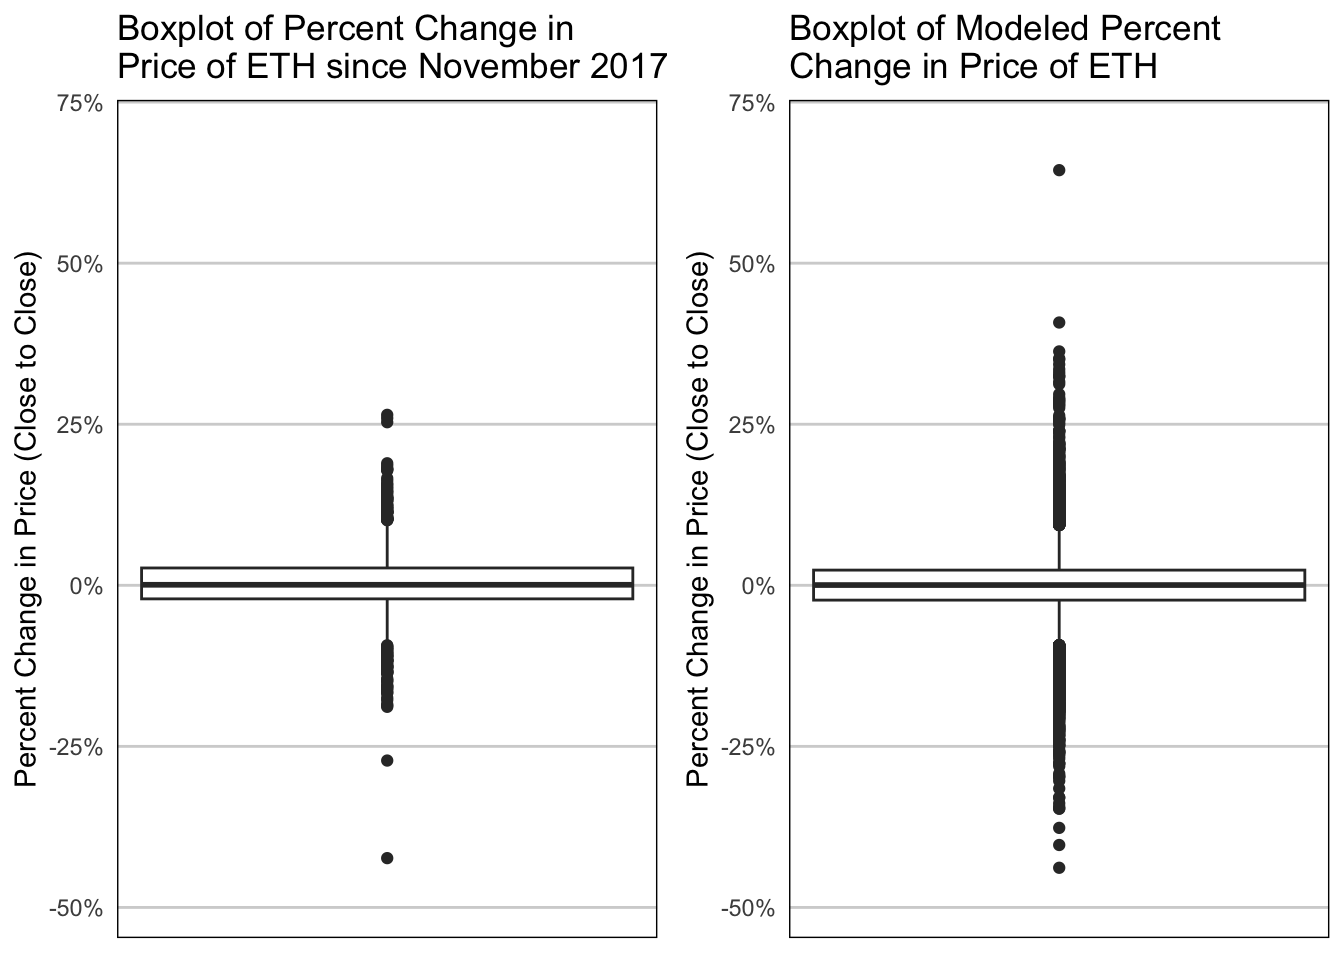 Boxplot of Percent Change in
Price of ETH since November 2017
Percent Change in Price (Close to Close)
75%
50%
25%
0%
-25%
-50%
Boxplot of Modeled Percent
Change in Price of ETH
Percent Change in Price (Close to Close)
75%
50%
25%
0%
-25%
-50%